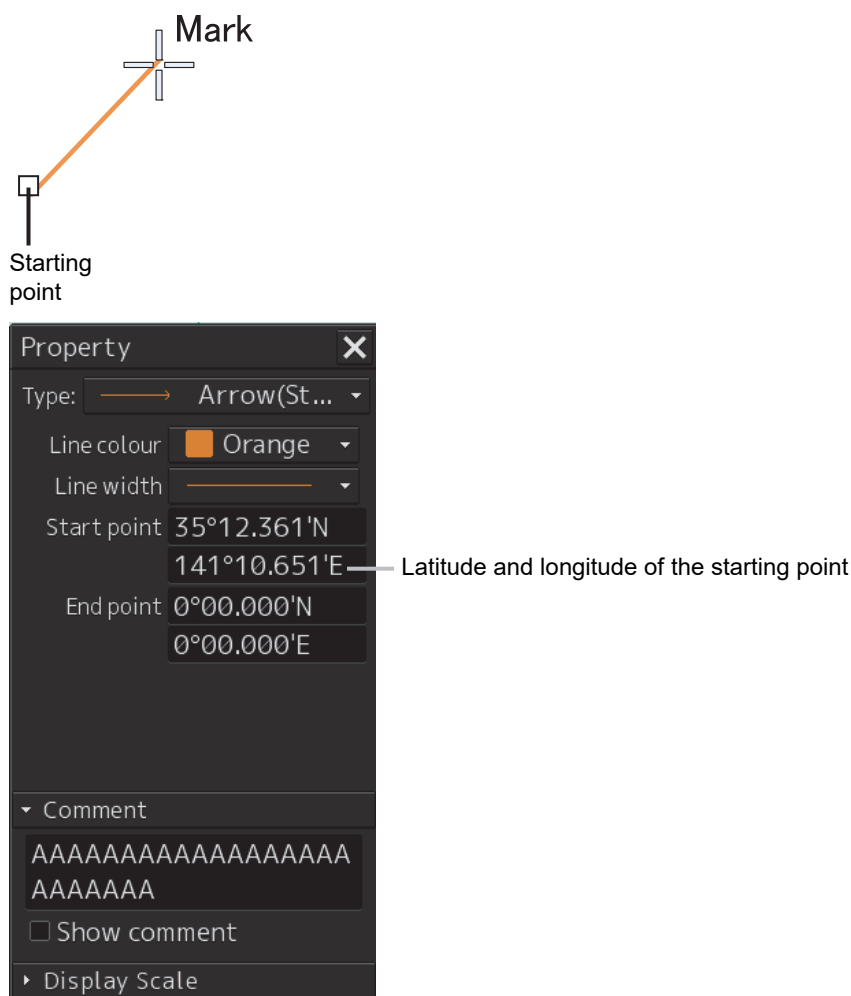 Mark
Starting
point
Property
Type: Arrow(St...
Line colour Orange
Line width
Start point 35°12.361'N
141°10.651'E
Latitude and longitude of the starting point
End point 0°00.000'N
0°00.000'E
Comment
AAAAAAAAAAAAAAAAAA
AAAAAAA
Show comment
Display Scale